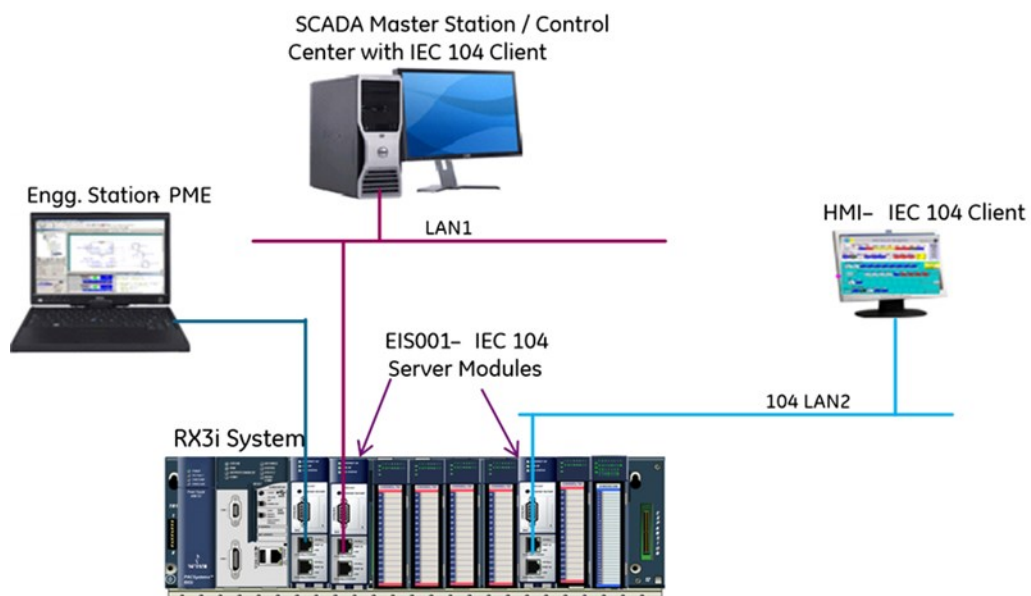 SCADA Master Station / Control
Center with IEC 104 Client
Engg. Station+ PME
HMI– IEC 104 Client
LAN1
EIS001– IEC 104
Server Modules
104 LAN2
RX3i System